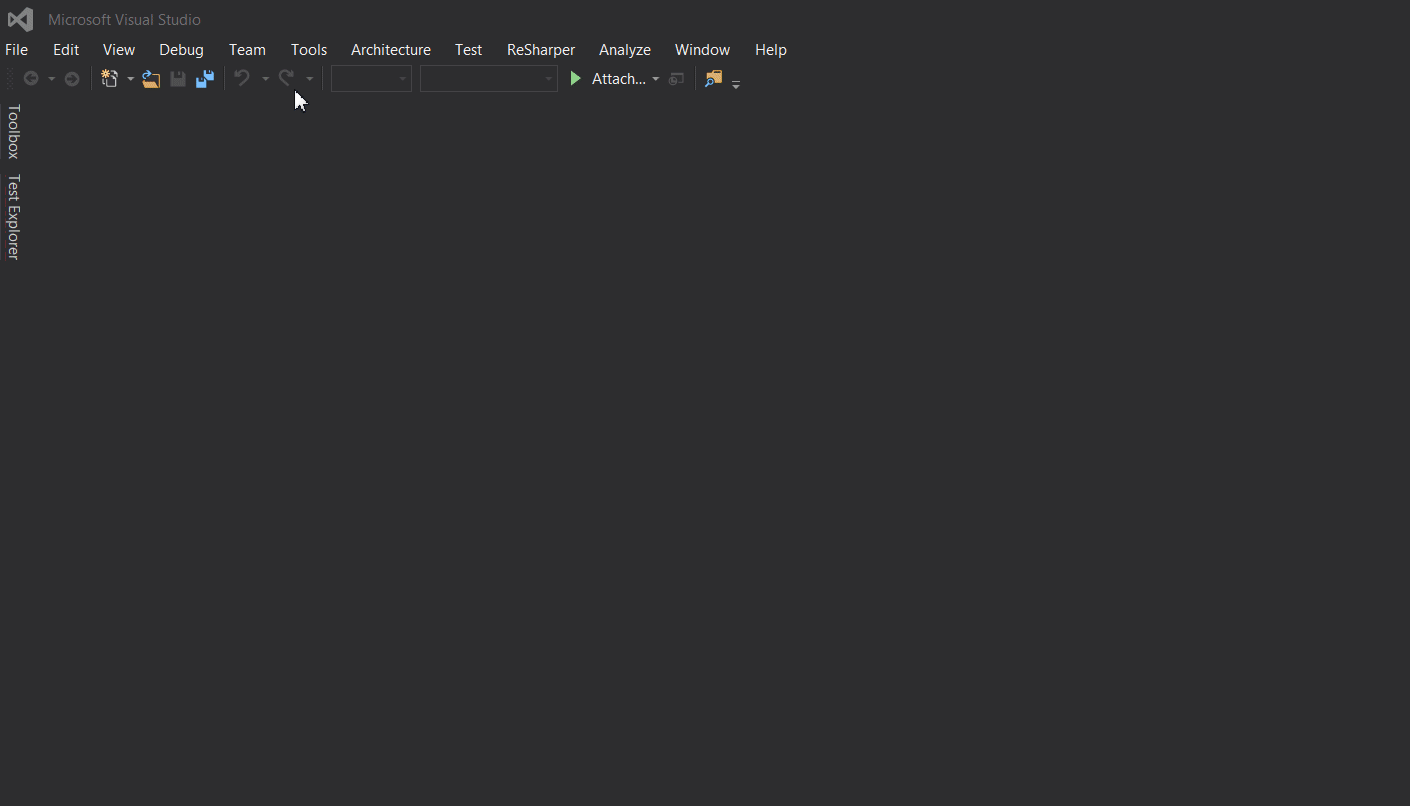 Microsoft Visual Studio
File Edit View Debug Team Tools Architecture Test ReSharper Analyze Window Help
Attach...
Toolbox
Test Explorer